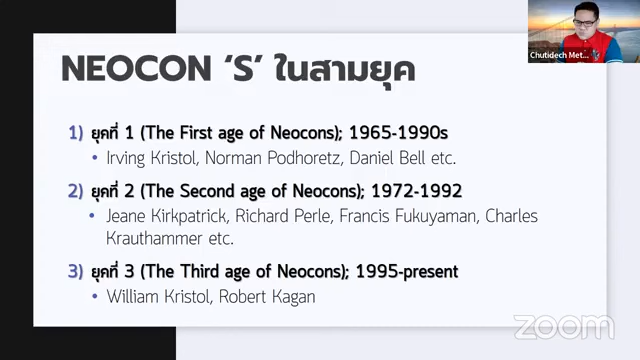 NEOCON ‘S’ ในสามยุค
Chutidech Met...
1) ยุคที่ 1 (The First age of Neocons); 1965-1990s
• Irving Kristol, Norman Podhoretz, Daniel Bell etc.
2) ยุคที่ 2 (The Second age of Neocons); 1972-1992
• Jeane Kirkpatrick, Richard Perle, Francis Fukuyaman, Charles
Krauthammer etc.
3) ยุคที่ 3 (The Third age of Neocons); 1995-present
• William Kristol, Robert Kagan
zoom